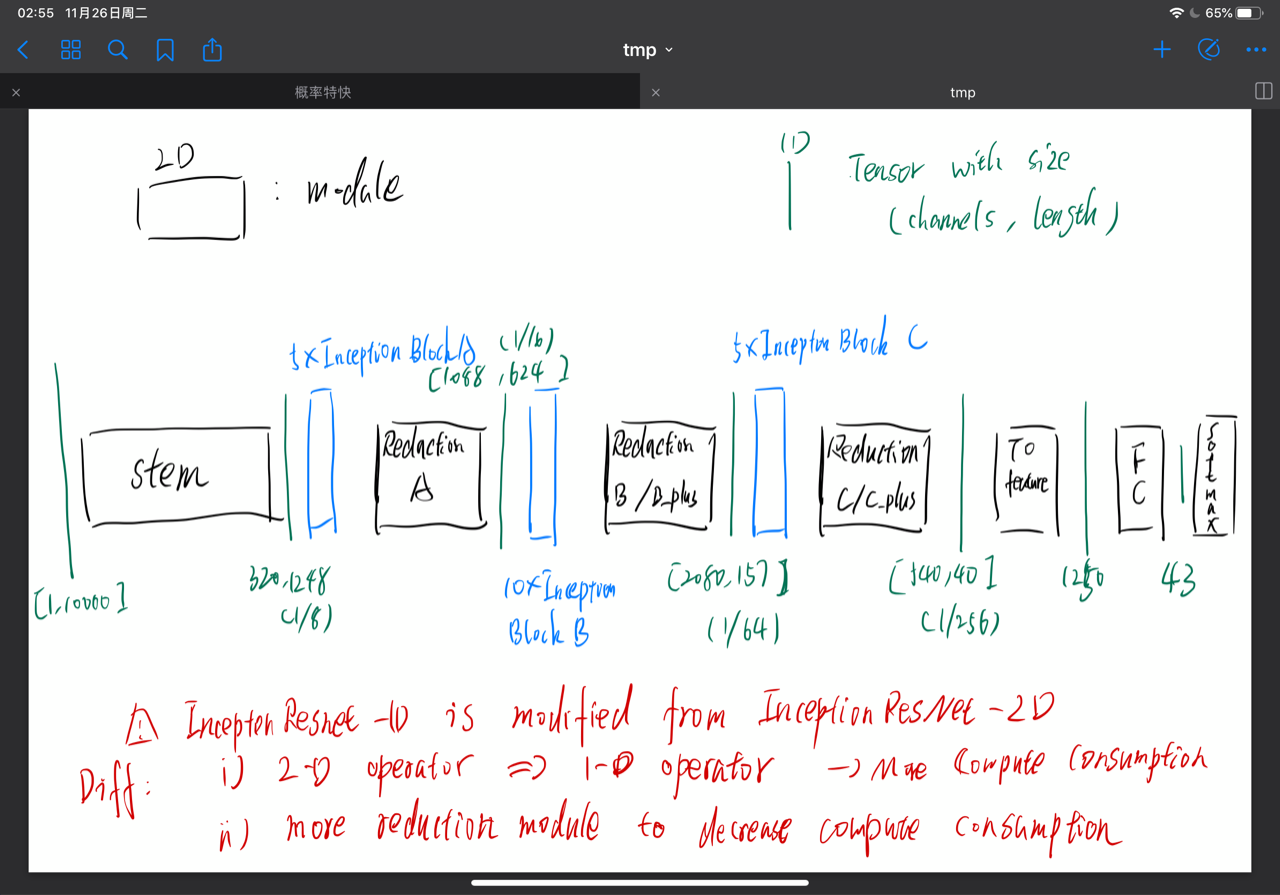 02:55 11月26日周二
65%
tmp
概率特快
tmp
2D
: module
1D
Tensor with size
(channels, length)
5×Inception Block A
(1/16)
[1088, 624]
5×Inception Block C
stem
Reduction
A
Reduction
B/B_plus
Reduction
C/C_plus
To
feature
FC
Softmax
[1,10000]
320,1248
(1/8)
10×Inception
Block B
[2080,157]
(1/64)
[540,40]
(1/256)
1250
43
⚠ Incepton Resnet -1D is modified from Inception ResNet -2D
Diff: i) 2-D operator => 1-D operator -> More Compute Consumption
ii) more reduction module to decrease compute consumption